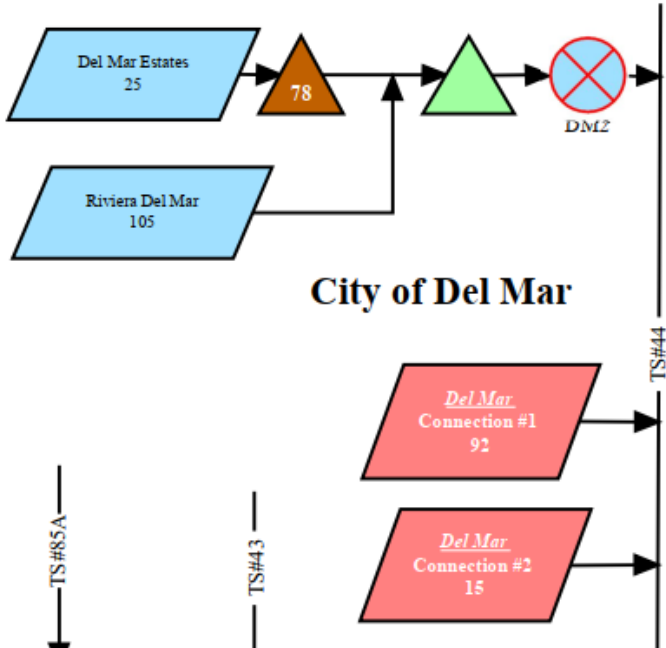 Del Mar Estates
25
78
DM2
Riviera Del Mar
105
City of Del Mar
TS#44
Del Mar
Connection #1
92
TS#85A
TS#43
Del Mar
Connection #2
15